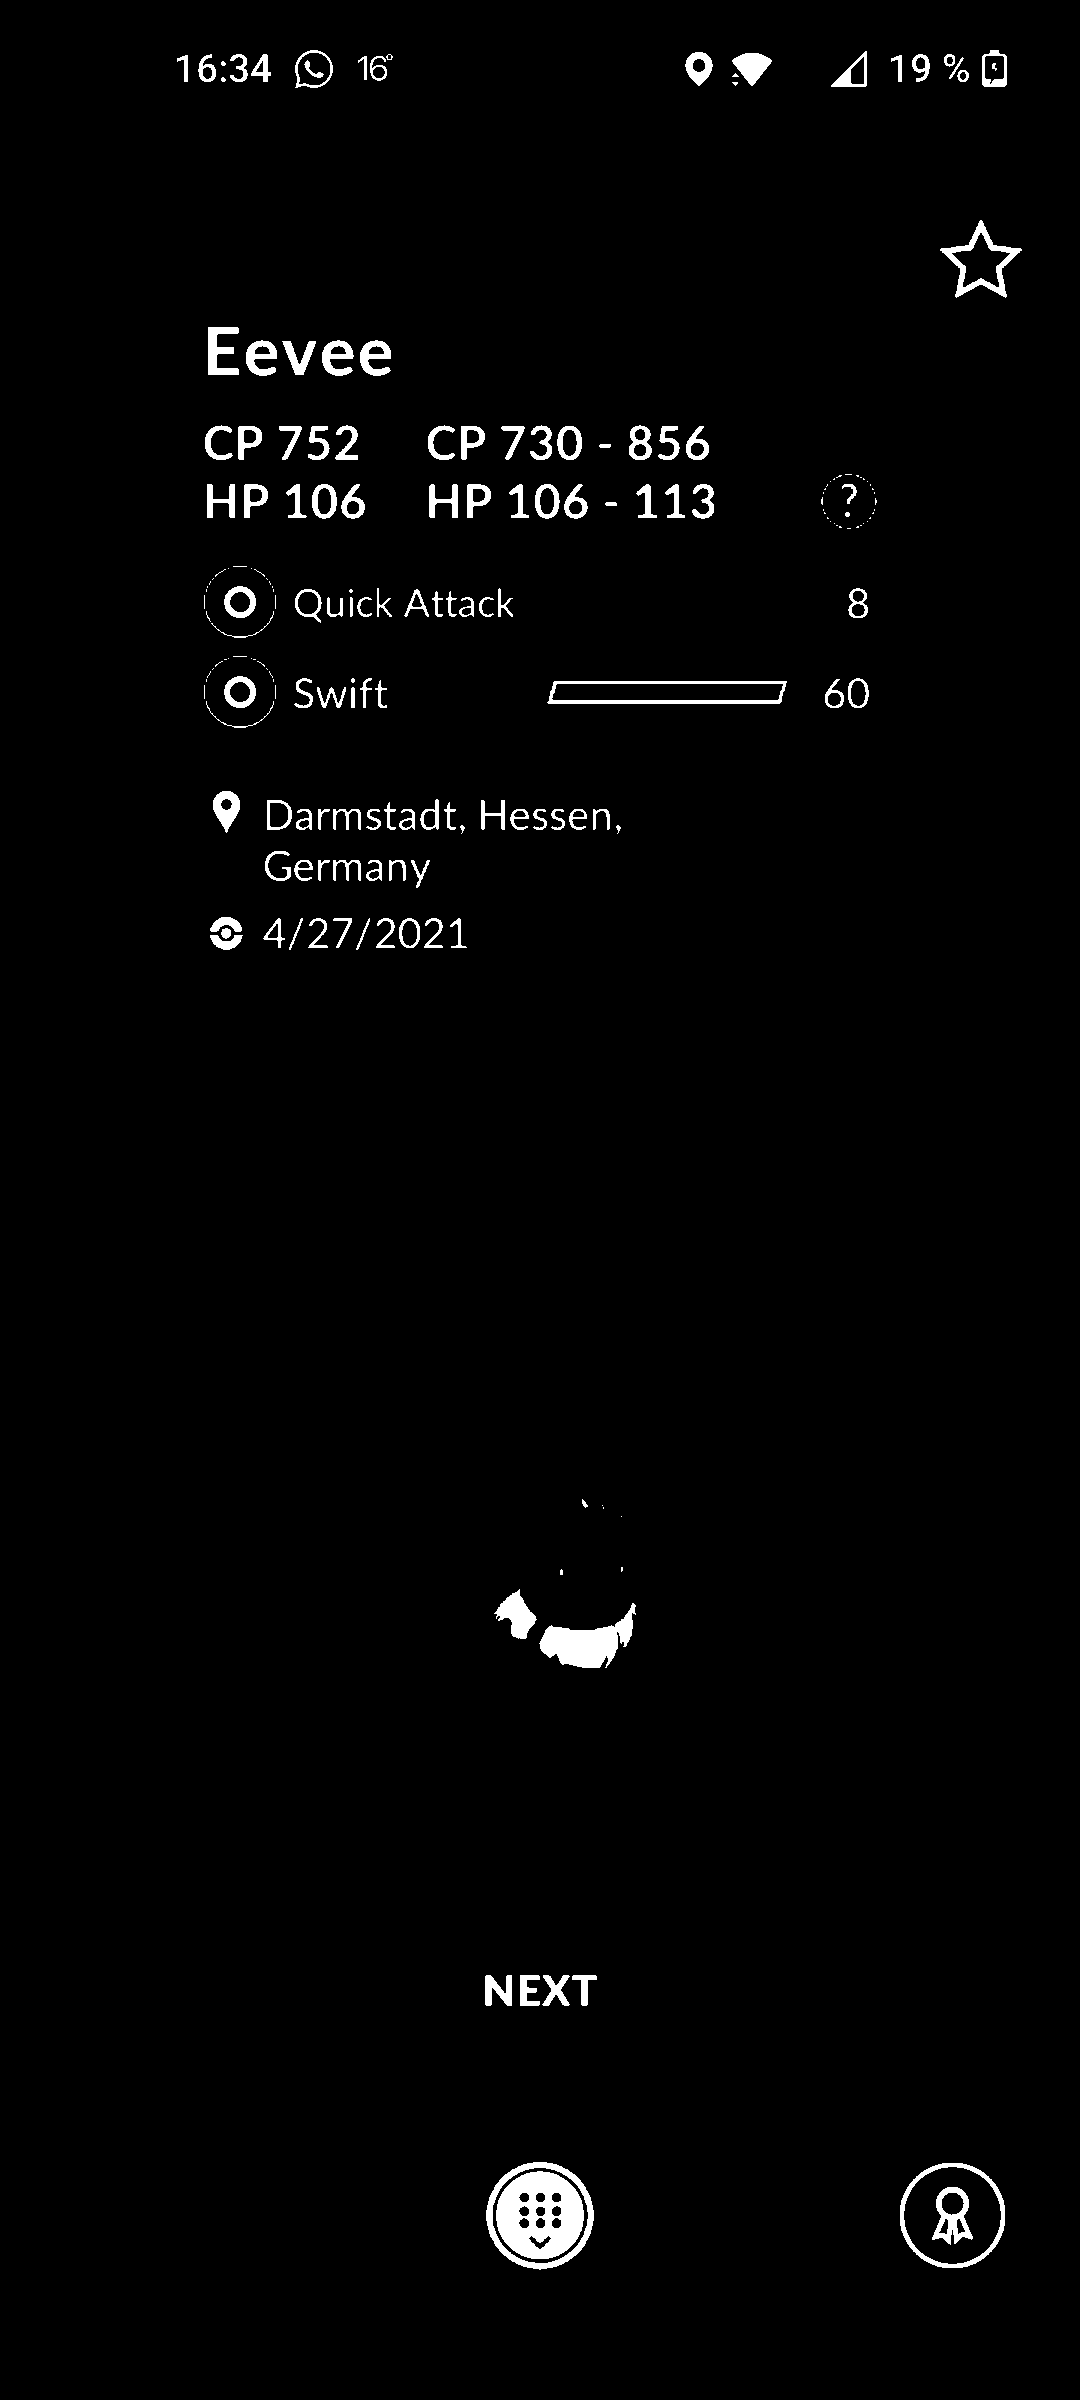 16:34 16° 19 %
Eevee
CP 752 CP 730 - 856
HP 106 HP 106 - 113 ?
Quick Attack 8
Swift 60
Darmstadt, Hessen,
Germany
4/27/2021
NEXT